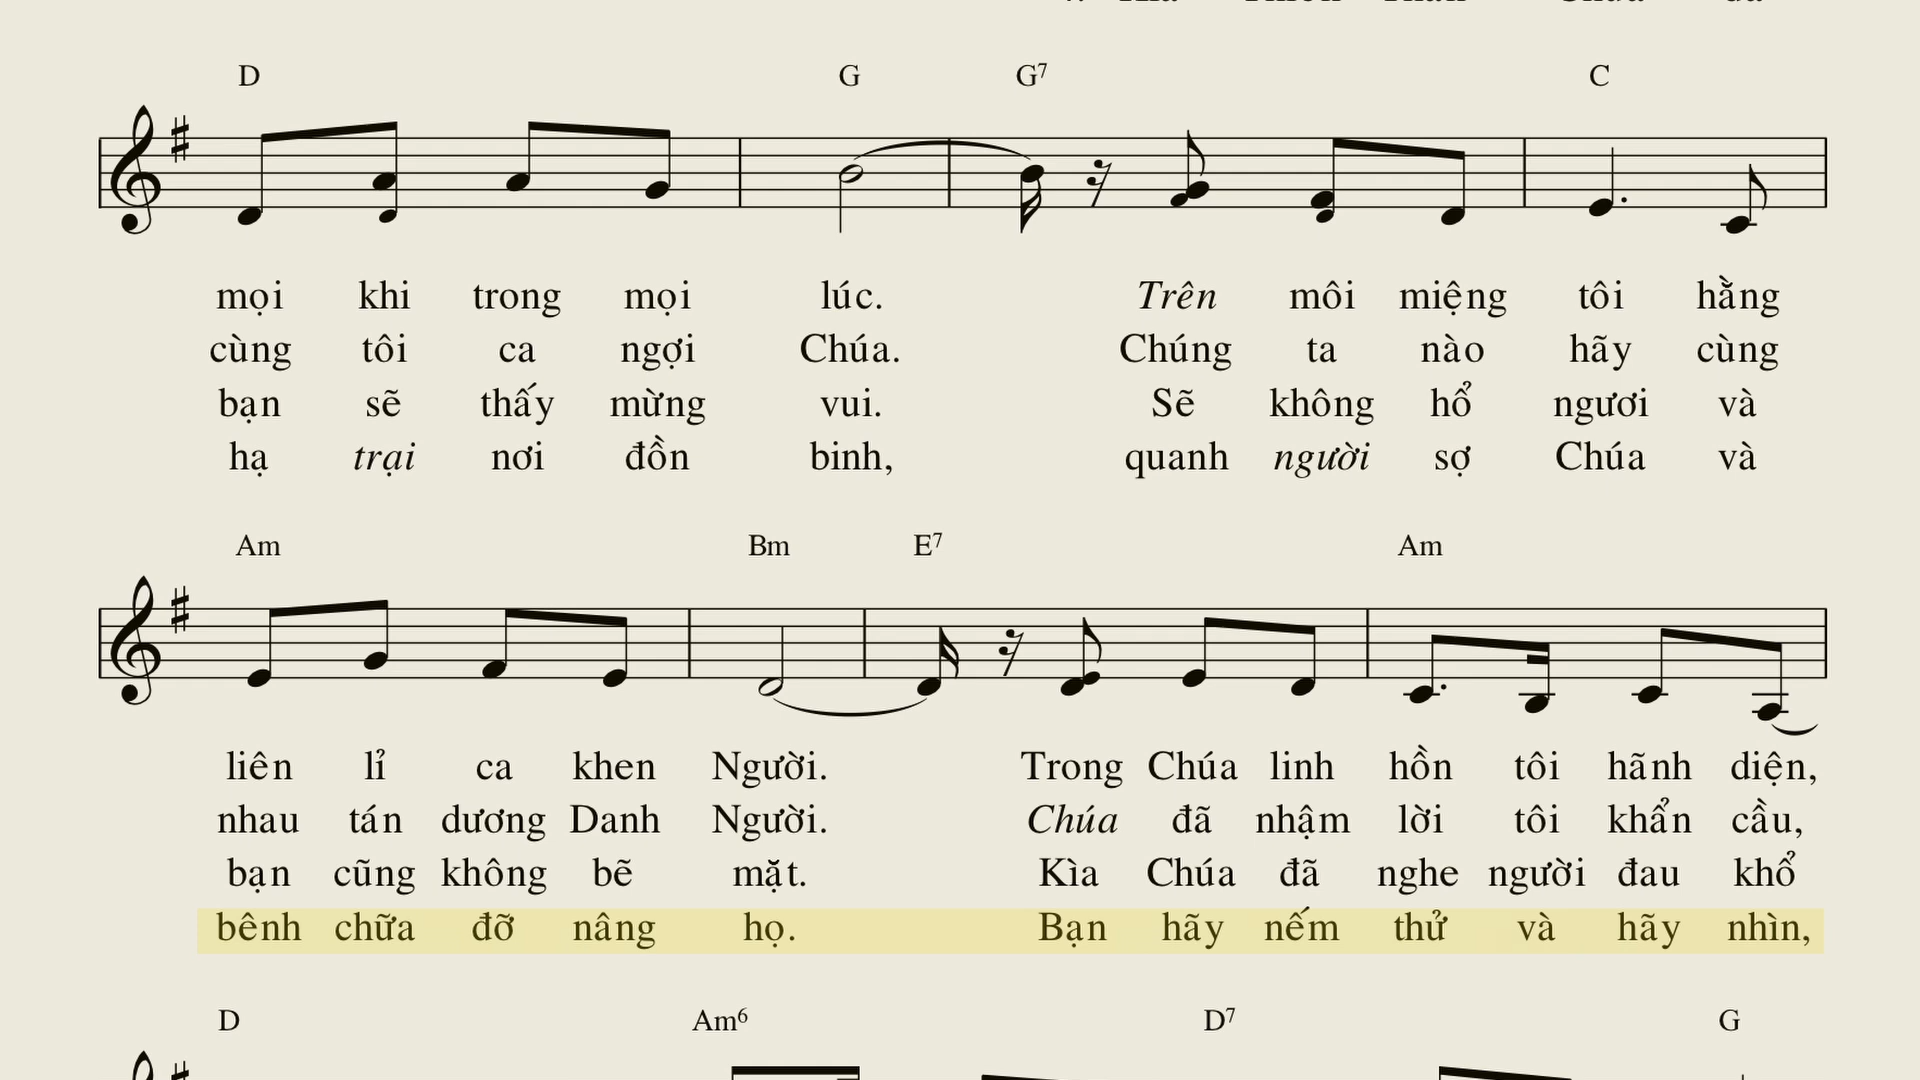 D G G7 C
mọi khi trong mọi lúc. Trên môi miệng tôi hằng
cùng tôi ca ngợi Chúa. Chúng ta nào hãy cùng
bạn sẽ thấy mừng vui. Sẽ không hổ ngươi và
hạ trại nơi đồn binh, quanh người sợ Chúa và
Am Bm E7 Am
liên lỉ ca khen Người. Trong Chúa linh hồn tôi hãnh diện,
nhau tán dương Danh Người. Chúa đã nhậm lời tôi khẩn cầu,
bạn cũng không bẽ mặt. Kìa Chúa đã nghe người đau khổ
bênh chữa đỡ nâng họ. Bạn hãy nếm thử và hãy nhìn,
D Am6 D7 G